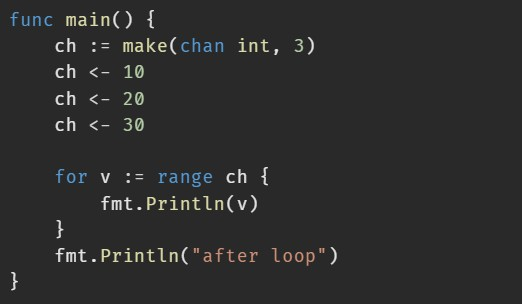 func main() {
    ch := make(chan int, 3)
    ch <- 10
    ch <- 20
    ch <- 30

    for v := range ch {
        fmt.Println(v)
    }
    fmt.Println("after loop")
}